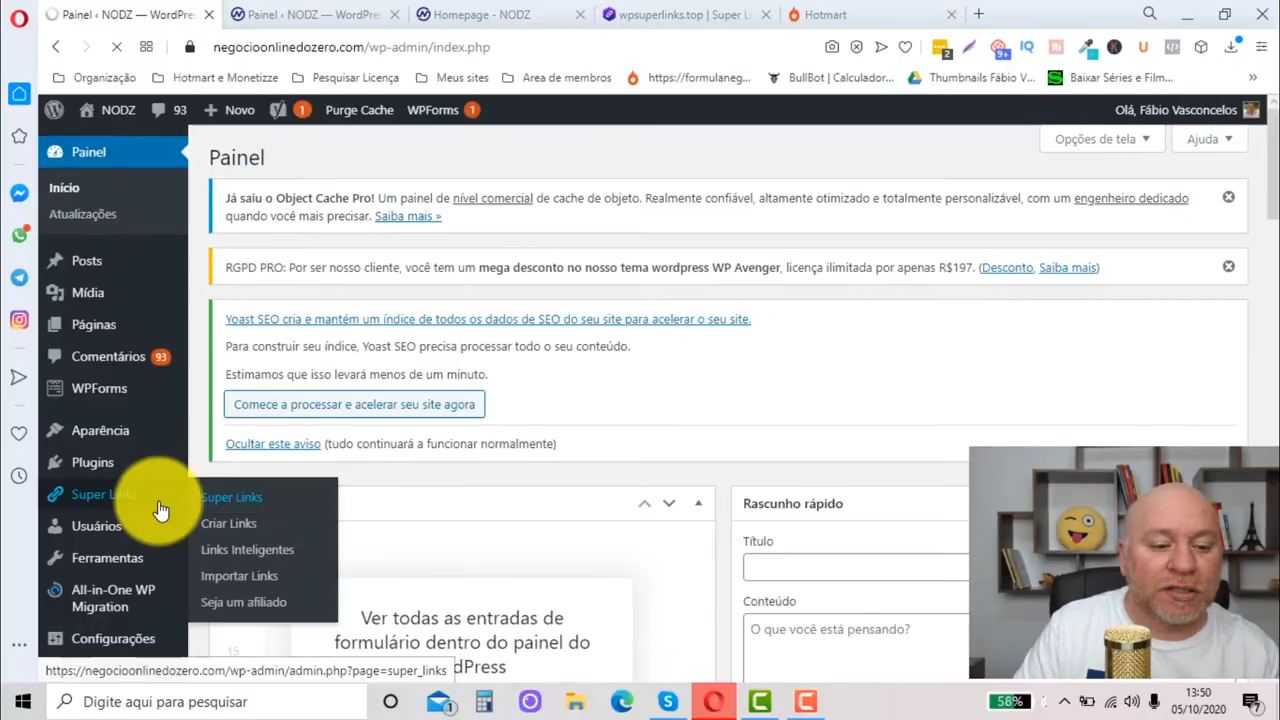 Painel ‹ NODZ — WordPre
Painel ‹ NODZ — WordPre
Homepage - NODZ
wpsuperlinks.top | Super L
Hotmart
negocioonlinedozero.com/wp-admin/index.php
Organização
Hotmart e Monetizze
Pesquisar Licença
Meus sites
Area de membros
https://formulaneg...
BullBot | Calculador...
Thumbnails Fábio V...
Baixar Séries e Film...
NODZ
93
Novo
1
Purge Cache
WPForms 1
Olá, Fábio Vasconcelos
Painel
Início
Atualizações
Posts
Mídia
Páginas
Comentários 93
WPForms
Aparência
Plugins
Super Links
Usuários
Ferramentas
All-in-One WP
Migration
Configurações
Super Links
Criar Links
Links Inteligentes
Importar Links
Seja um afiliado
Painel
Opções de tela
Ajuda
Já saiu o Object Cache Pro! Um painel de nível comercial de cache de objeto. Realmente confiável, altamente otimizado e totalmente personalizável, com um engenheiro dedicado
quando você mais precisar. Saiba mais »
RGPD PRO: Por ser nosso cliente, você tem um mega desconto no nosso tema wordpress WP Avenger, licença ilimitada por apenas R$197. (Desconto, Saiba mais)
Yoast SEO cria e mantém um índice de todos os dados de SEO do seu site para acelerar o seu site.
Para construir seu índice, Yoast SEO precisa processar todo o seu conteúdo.
Estimamos que isso levará menos de um minuto.
Comece a processar e acelerar seu site agora
Ocultar este aviso (tudo continuará a funcionar normalmente)
15
Ver todas as entradas de
formulário dentro do painel do
Rascunho rápido
Título
Conteúdo
O que você está pensando?
https://negocioonlinedozero.com/wp-admin/admin.php?page=super_links
Digite aqui para pesquisar
58%
13:50
05/10/2020